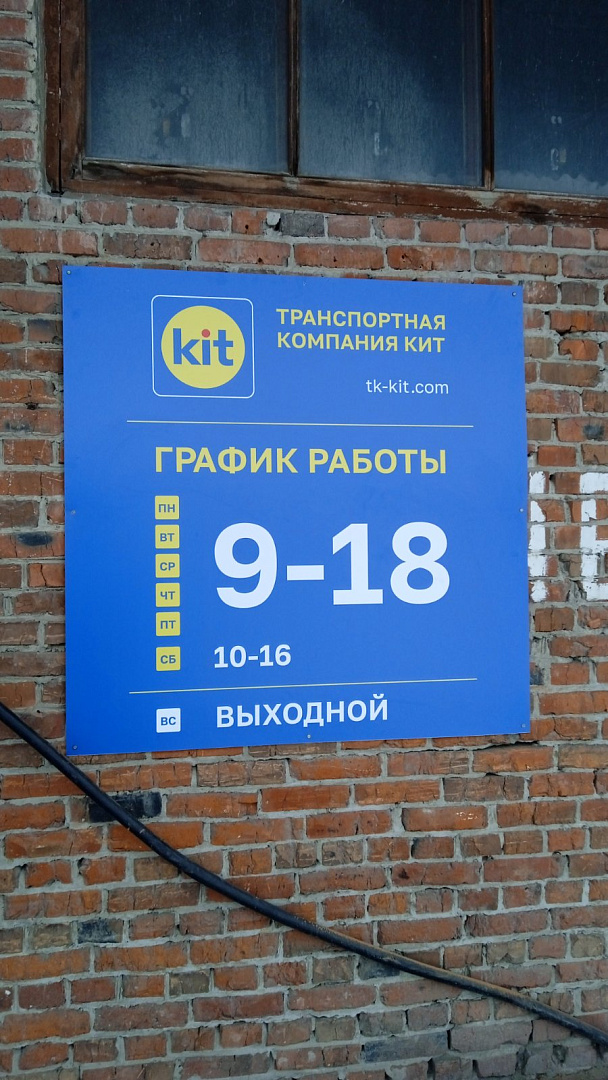 kit
ТРАНСПОРТНАЯ
КОМПАНИЯ КИТ
tk-kit.com
ГРАФИК РАБОТЫ
ПН
ВТ
СР
ЧТ
ПТ
9-18
СБ 10-16
ВС ВЫХОДНОЙ